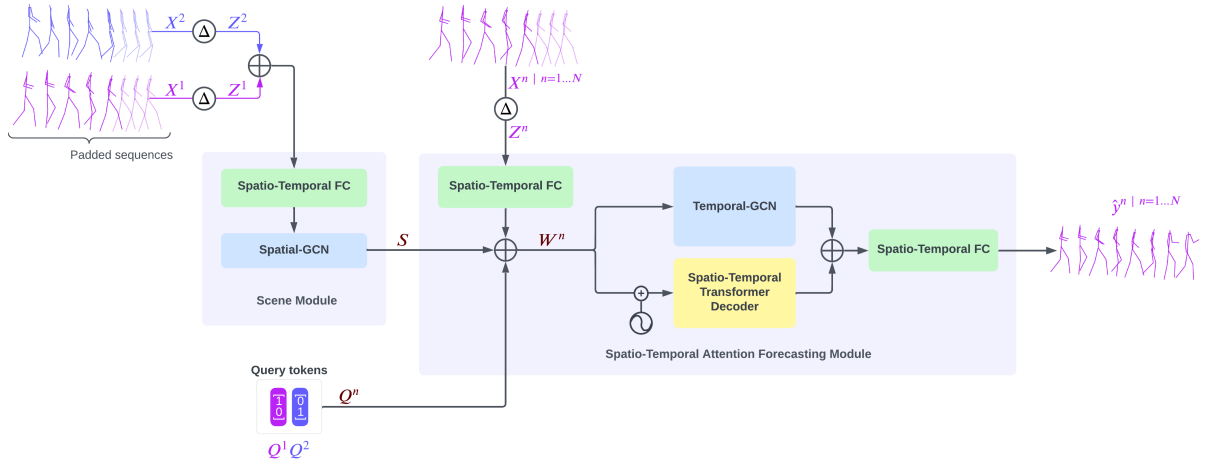 X² Δ Z²
X¹ Δ Z¹
Padded sequences
Xⁿ | ⁿ⁼¹…ᴺ
Δ
Zⁿ
Spatio-Temporal FC
Spatial-GCN
Scene Module
S
Spatio-Temporal FC
Wⁿ
Temporal-GCN
Spatio-Temporal
Transformer
Decoder
+
Spatio-Temporal FC
Spatio-Temporal Attention Forecasting Module
ŷⁿ | ⁿ⁼¹…ᴺ
Query tokens
[1 0] [0 1]
Qⁿ
Q¹ Q²